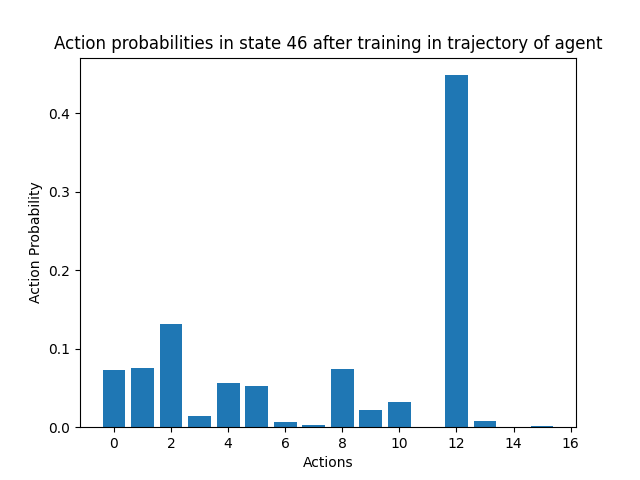 Action probabilities in state 46 after training in trajectory of agent
0.4
0.3
0.2
0.1
0.0
Action Probability
0 2 4 6 8 10 12 14 16
Actions